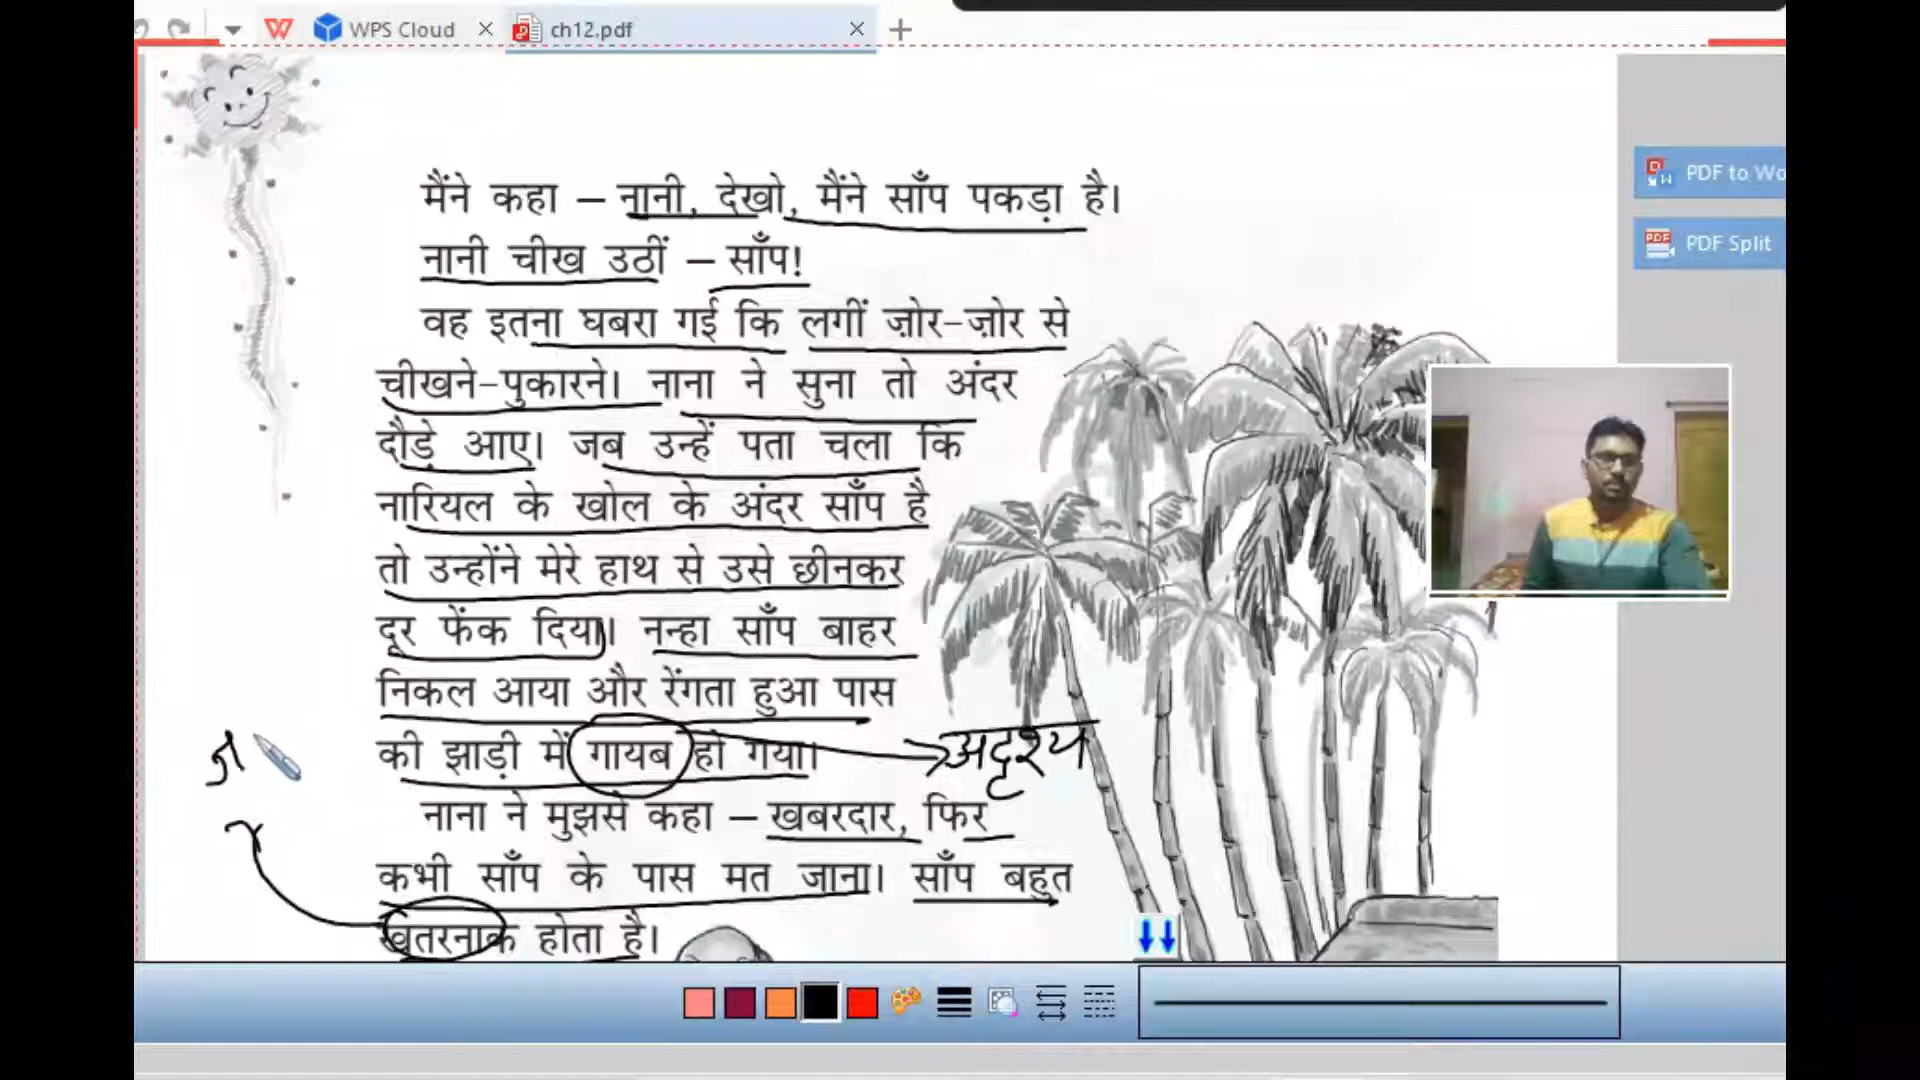 WPS Cloud
ch12.pdf
PDF to Wo
PDF Split
मैंने कहा – नानी, देखो, मैंने साँप पकड़ा है।
नानी चीख उठीं – साँप!
वह इतना घबरा गई कि लगीं ज़ोर-ज़ोर से
चीखने-पुकारने। नाना ने सुना तो अंदर
दौड़े आए। जब उन्हें पता चला कि
नारियल के खोल के अंदर साँप है
तो उन्होंने मेरे हाथ से उसे छीनकर
दूर फेंक दिया। नन्हा साँप बाहर
निकल आया और रेंगता हुआ पास
की झाड़ी में गायब हो गया।
अदृश्य
नाना ने मुझसे कहा – खबरदार, फिर
कभी साँप के पास मत जाना। साँप बहुत
खतरनाक होता है।